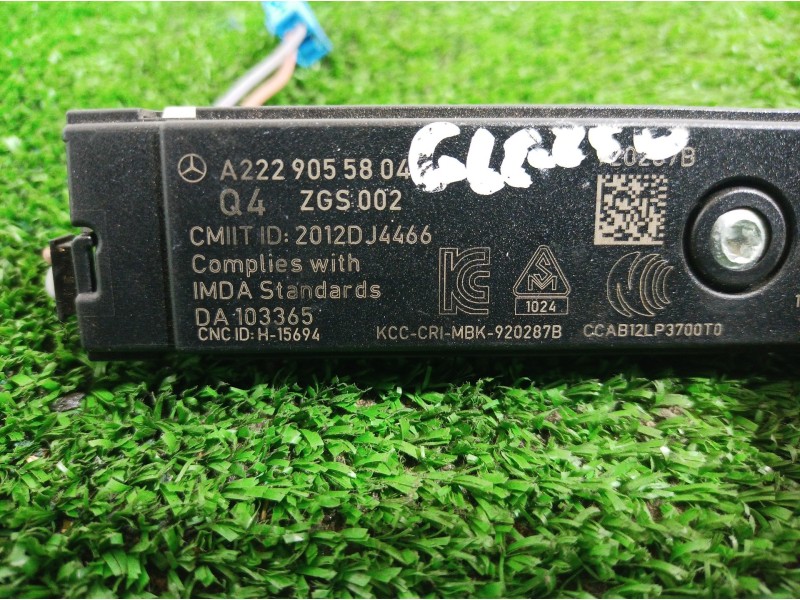 A222 905 58 04
Q4 ZGS 002
CMIIT ID: 2012DJ4466
Complies with
IMDA Standards
DA 103365
CNC ID: H-15694
1024
KCC-CRI-MBK-920287B
CCAB12LP3700T0